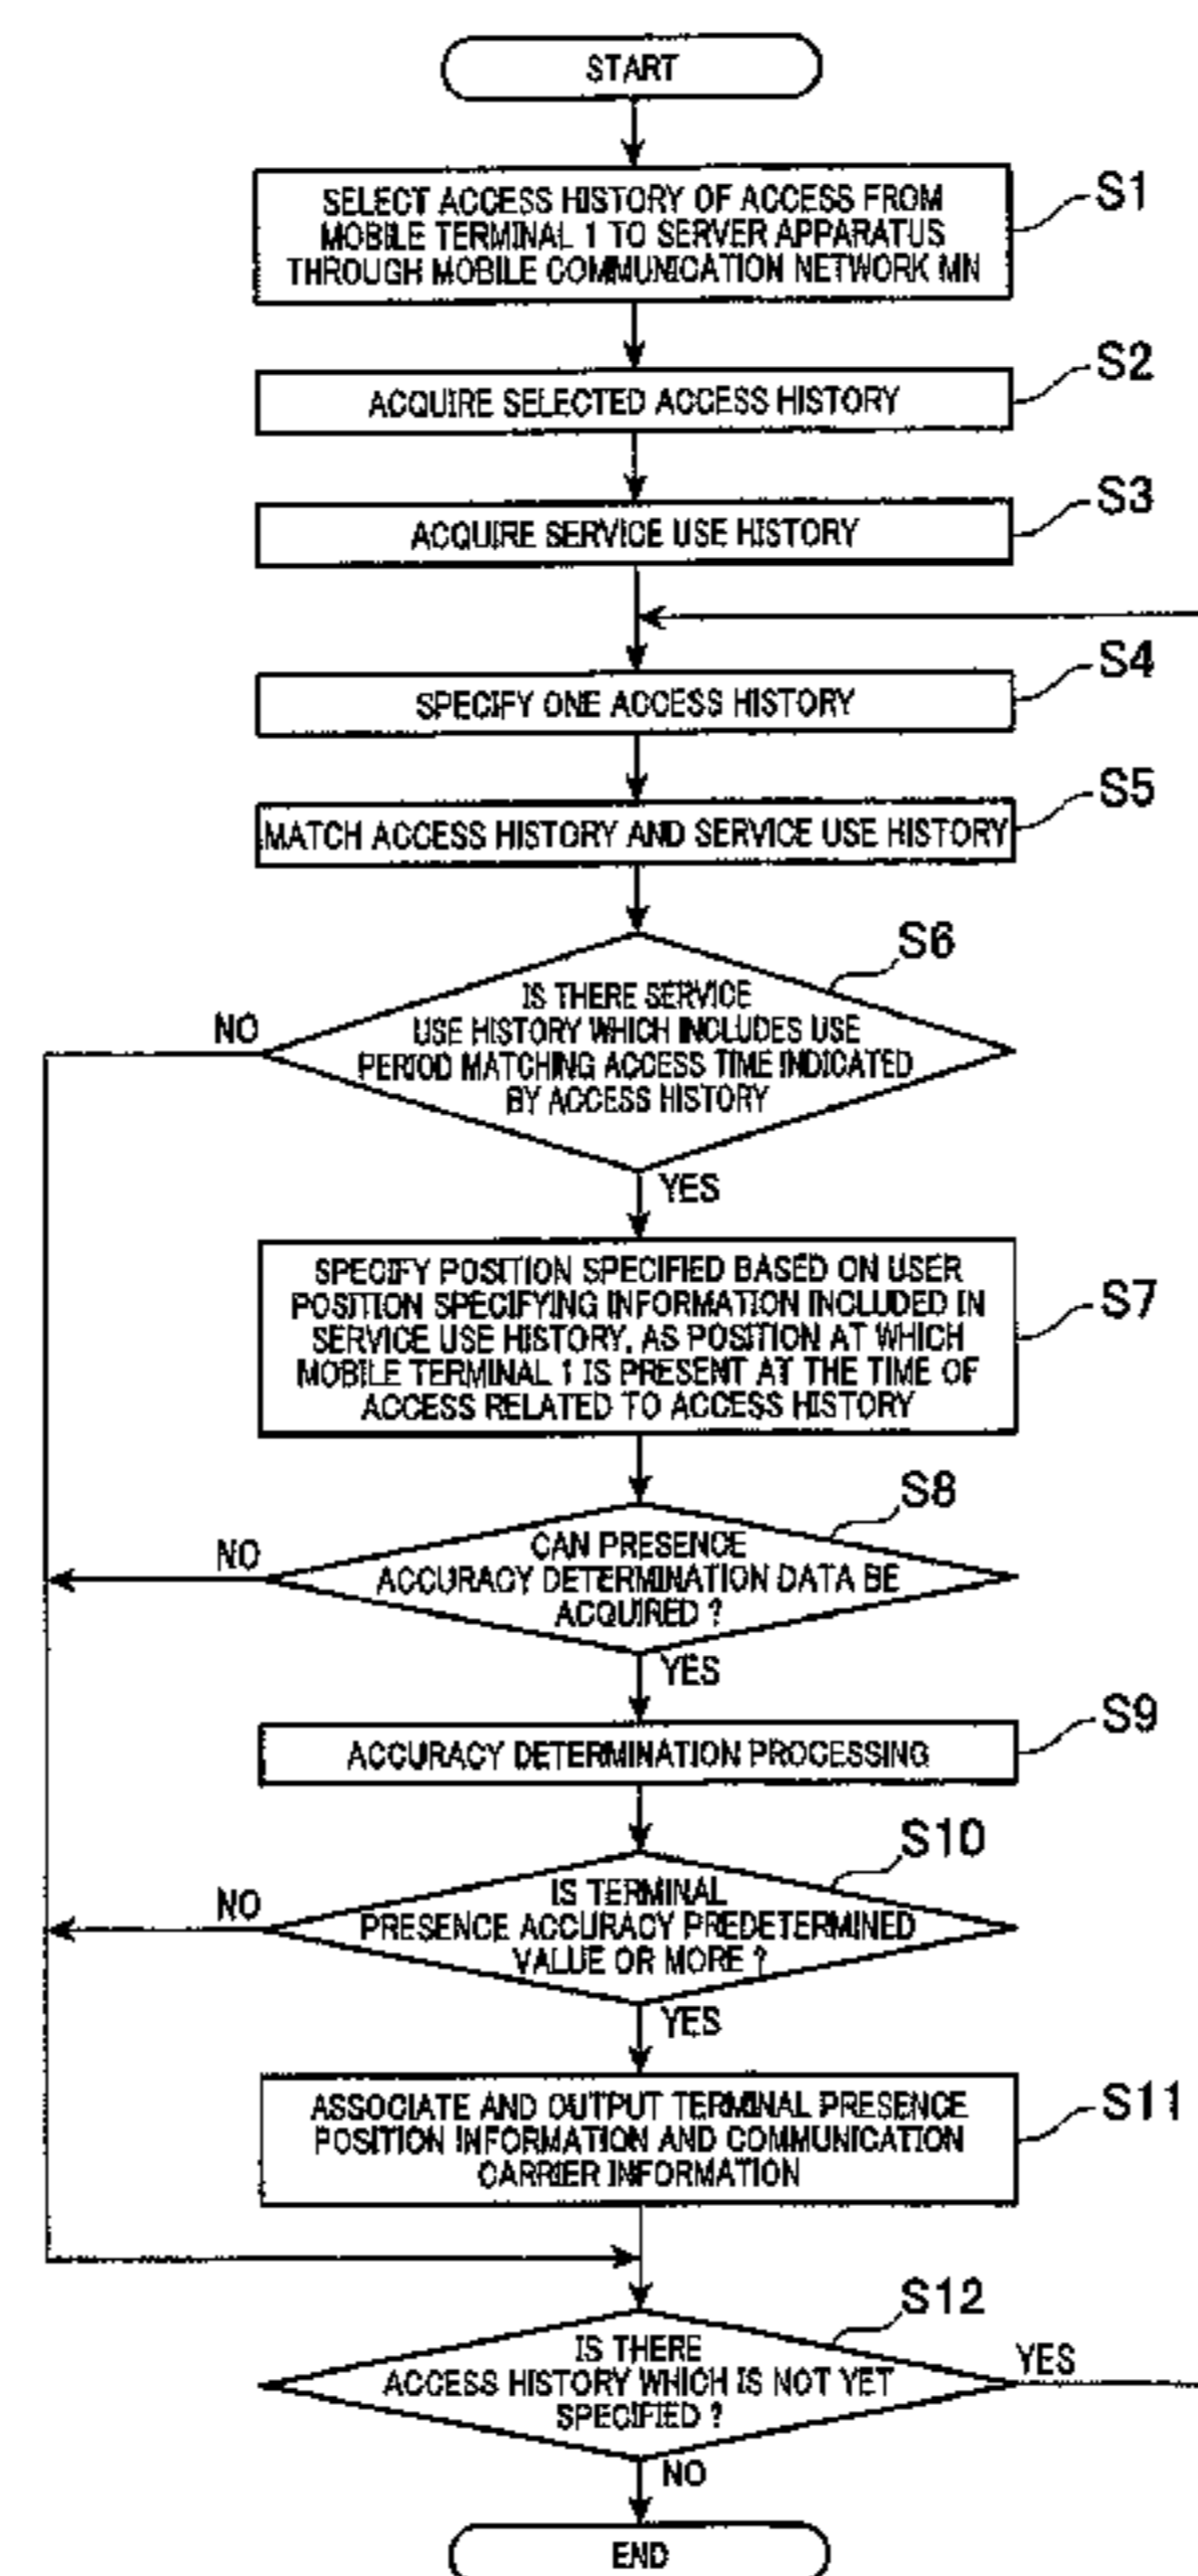 START
SELECT ACCESS HISTORY OF ACCESS FROM
MOBILE TERMINAL 1 TO SERVER APPARATUS
THROUGH MOBILE COMMUNICATION NETWORK MN
S1
ACQUIRE SELECTED ACCESS HISTORY
S2
ACQUIRE SERVICE USE HISTORY
S3
SPECIFY ONE ACCESS HISTORY
S4
MATCH ACCESS HISTORY AND SERVICE USE HISTORY
S5
S6
IS THERE SERVICE
USE HISTORY WHICH INCLUDES USE
PERIOD MATCHING ACCESS TIME INDICATED
BY ACCESS HISTORY
NO
YES
SPECIFY POSITION SPECIFIED BASED ON USER
POSITION SPECIFYING INFORMATION INCLUDED IN
SERVICE USE HISTORY, AS POSITION AT WHICH
MOBILE TERMINAL 1 IS PRESENT AT THE TIME OF
ACCESS RELATED TO ACCESS HISTORY
S7
S8
CAN PRESENCE
ACCURACY DETERMINATION DATA BE
ACQUIRED ?
NO
YES
ACCURACY DETERMINATION PROCESSING
S9
S10
IS TERMINAL
PRESENCE ACCURACY PREDETERMINED
VALUE OR MORE ?
NO
YES
ASSOCIATE AND OUTPUT TERMINAL PRESENCE
POSITION INFORMATION AND COMMUNICATION
CARRIER INFORMATION
S11
S12
IS THERE
ACCESS HISTORY WHICH IS NOT YET
SPECIFIED ?
YES
NO
END